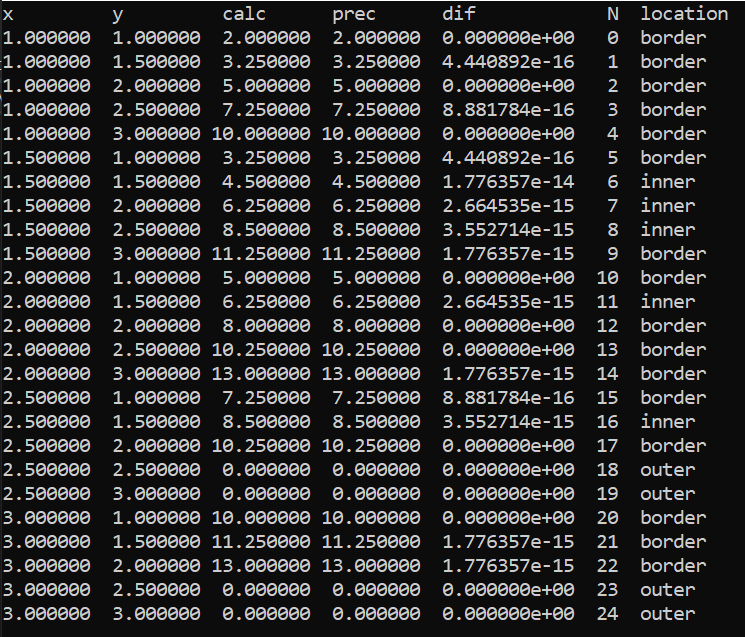 x y calc prec dif N location
1.000000 1.000000 2.000000 2.000000 0.000000e+00 0 border
1.000000 1.500000 3.250000 3.250000 4.440892e-16 1 border
1.000000 2.000000 5.000000 5.000000 0.000000e+00 2 border
1.000000 2.500000 7.250000 7.250000 8.881784e-16 3 border
1.000000 3.000000 10.000000 10.000000 0.000000e+00 4 border
1.500000 1.000000 3.250000 3.250000 4.440892e-16 5 border
1.500000 1.500000 4.500000 4.500000 1.776357e-14 6 inner
1.500000 2.000000 6.250000 6.250000 2.664535e-15 7 inner
1.500000 2.500000 8.500000 8.500000 3.552714e-15 8 inner
1.500000 3.000000 11.250000 11.250000 1.776357e-15 9 border
2.000000 1.000000 5.000000 5.000000 0.000000e+00 10 border
2.000000 1.500000 6.250000 6.250000 2.664535e-15 11 inner
2.000000 2.000000 8.000000 8.000000 0.000000e+00 12 border
2.000000 2.500000 10.250000 10.250000 0.000000e+00 13 border
2.000000 3.000000 13.000000 13.000000 1.776357e-15 14 border
2.500000 1.000000 7.250000 7.250000 8.881784e-16 15 border
2.500000 1.500000 8.500000 8.500000 3.552714e-15 16 inner
2.500000 2.000000 10.250000 10.250000 0.000000e+00 17 border
2.500000 2.500000 0.000000 0.000000 0.000000e+00 18 outer
2.500000 3.000000 0.000000 0.000000 0.000000e+00 19 outer
3.000000 1.000000 10.000000 10.000000 0.000000e+00 20 border
3.000000 1.500000 11.250000 11.250000 1.776357e-15 21 border
3.000000 2.000000 13.000000 13.000000 1.776357e-15 22 border
3.000000 2.500000 0.000000 0.000000 0.000000e+00 23 outer
3.000000 3.000000 0.000000 0.000000 0.000000e+00 24 outer